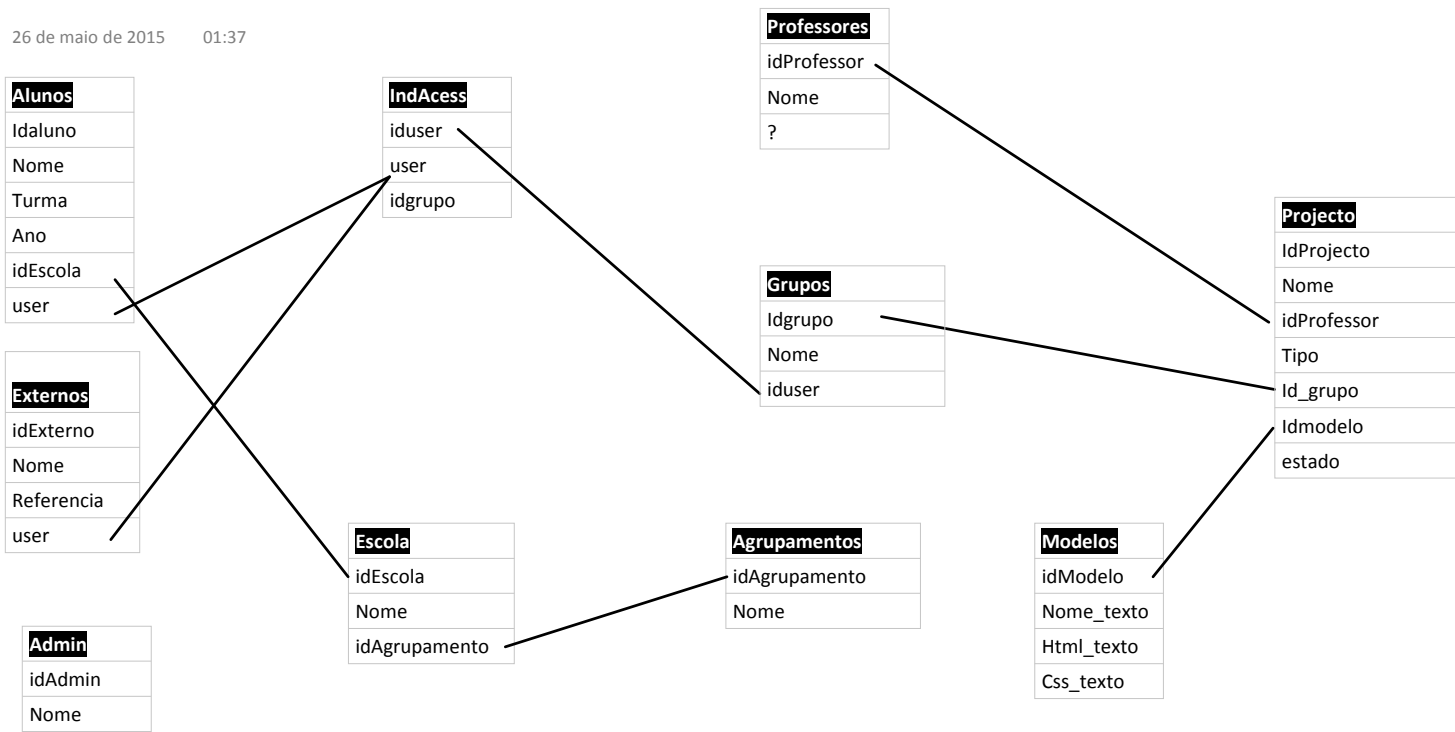 26 de maio de 2015 01:37
Alunos
Idaluno
Nome
Turma
Ano
idEscola
user
Externos
idExterno
Nome
Referencia
user
Admin
idAdmin
Nome
IndAcess
iduser
user
idgrupo
Escola
idEscola
Nome
idAgrupamento
Professores
idProfessor
Nome
?
Grupos
Idgrupo
Nome
iduser
Agrupamentos
idAgrupamento
Nome
Modelos
idModelo
Nome_texto
Html_texto
Css_texto
Projecto
IdProjecto
Nome
idProfessor
Tipo
Id_grupo
Idmodelo
estado